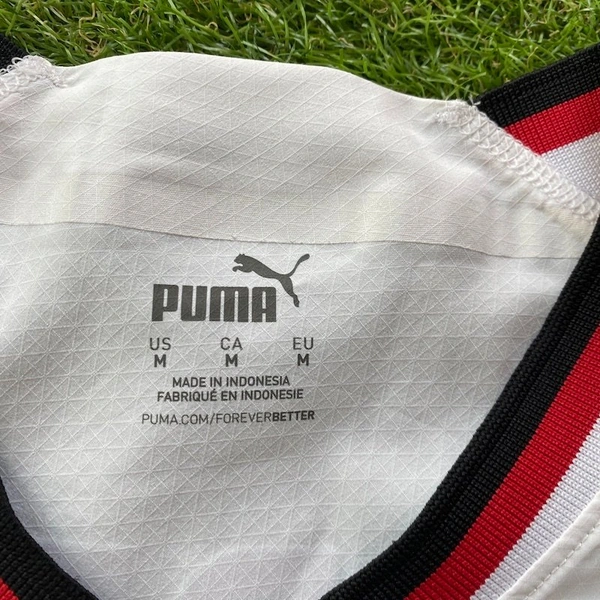 PUMA
US CA EU
M M M
MADE IN INDONESIA
FABRIQUÉ EN INDONESIE
PUMA.COM/FOREVERBETTER